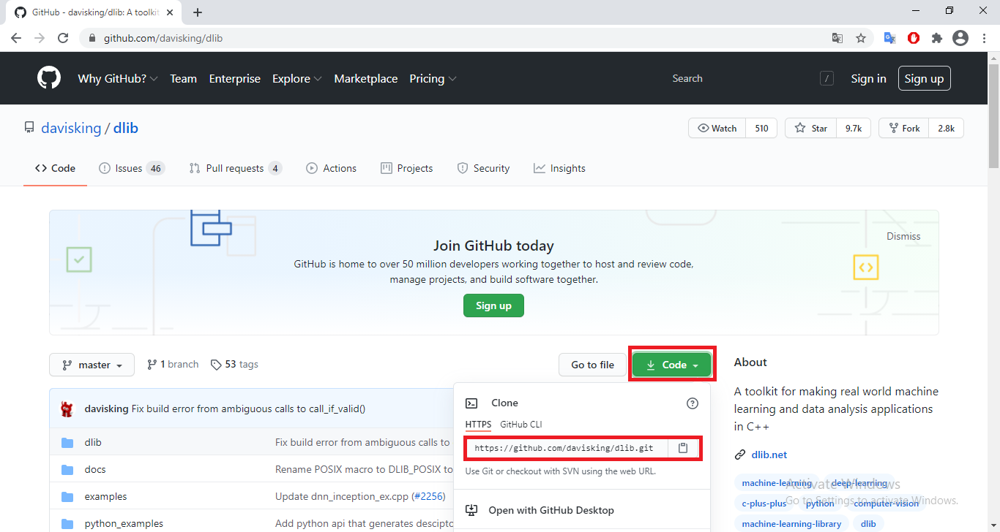 GitHub - davisking/dlib: A toolkit
github.com/davisking/dlib
Why GitHub? Team Enterprise Explore Marketplace Pricing Search / Sign in Sign up
davisking / dlib Watch 510 Star 9.7k Fork 2.8k
Code Issues 46 Pull requests 4 Actions Projects Security Insights
Dismiss
Join GitHub today
GitHub is home to over 50 million developers working together to host and review code,
manage projects, and build software together.
Sign up
master 1 branch 53 tags Go to file Code
davisking Fix build error from ambiguous calls to call_if_valid()
dlib Fix build error from ambiguous calls to
docs Rename POSIX macro to DLIB_POSIX to
examples Update dnn_inception_ex.cpp (#2256)
python_examples Add python api that generates descipto
Clone
HTTPS GitHub CLI
https://github.com/davisking/dlib.git
Use Git or checkout with SVN using the web URL.
Open with GitHub Desktop
About
A toolkit for making real world machine
learning and data analysis applications
in C++
dlib.net
machine-learning deep-learning
c-plus-plus python computer-vision
machine-learning-library dlib
Activate Windows
Go to Settings to activate Windows.